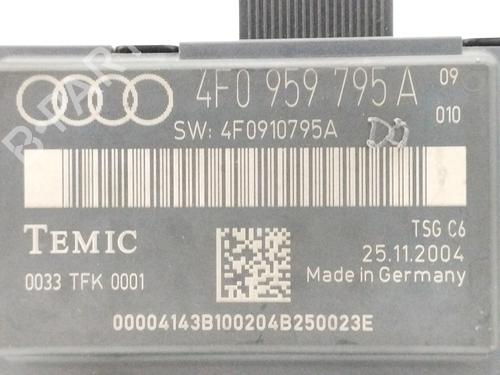 4F0 959 795 A 09
010
SW: 4F0910795A
TEMIC
TSG C6
25.11.2004
0033 TFK 0001
Made in Germany
00004143B100204B250023E